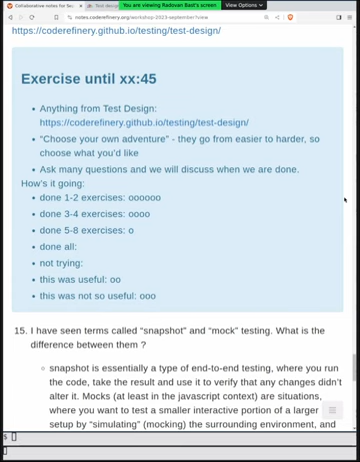 Collaborative notes for Sec
You are viewing Radovan Bast's screen
View Options
notes.coderefinery.org/workshop-2023-september?view
https://coderefinery.github.io/testing/test-design/
Exercise until xx:45
• Anything from Test Design:
https://coderefinery.github.io/testing/test-design/
• “Choose your own adventure” - they go from easier to harder, so
choose what you’d like
• Ask many questions and we will discuss when we are done.
How’s it going:
• done 1-2 exercises: oooooo
• done 3-4 exercises: oooo
• done 5-8 exercises: o
• done all:
• not trying:
• this was useful: oo
• this was not so useful: ooo
15. I have seen terms called “snapshot” and “mock” testing. What is the
difference between them ?
snapshot is essentially a type of end-to-end testing, where you run
the code, take the result and use it to verify that any changes didn’t
alter it. Mocks (at least in the javascript context) are situations,
where you want to test a smaller interactive portion of a larger
setup by “simulating” (mocking) the surrounding environment, and
$